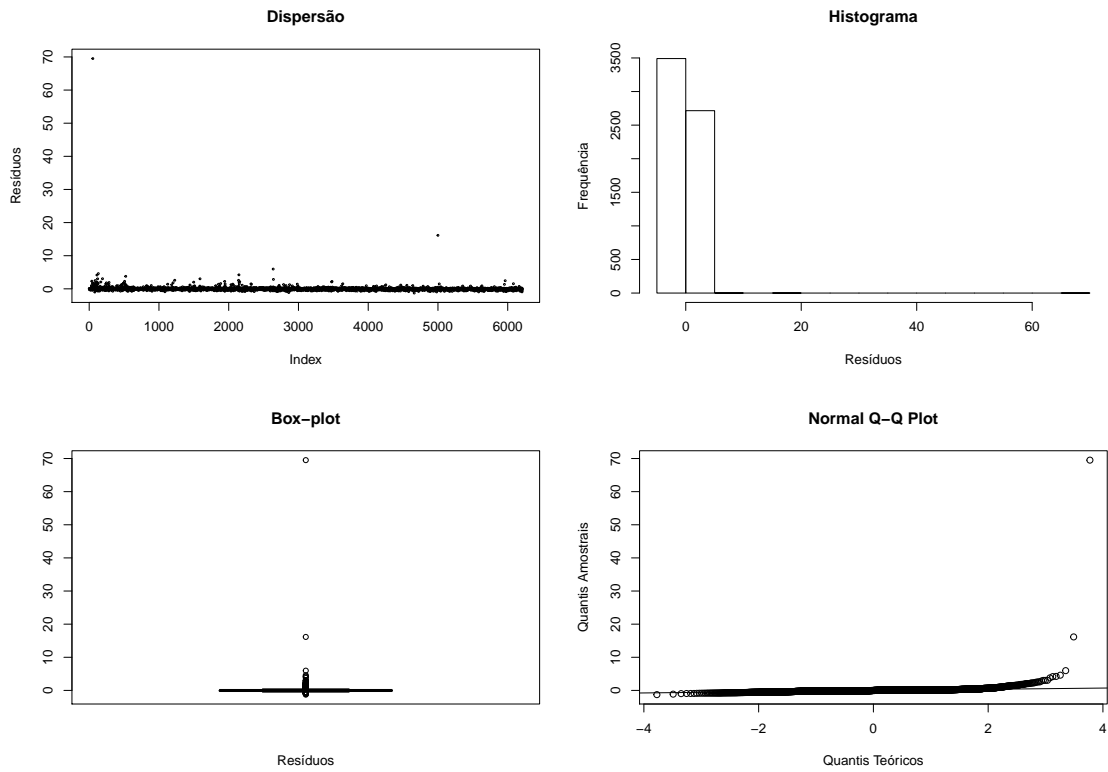 Dispersão
Resíduos
70
60
50
40
30
20
10
0
0 1000 2000 3000 4000 5000 6000
Index
Histograma
Frequência
3500
2500
1500
500
0
0 20 40 60
Resíduos
Box−plot
70
60
50
40
30
20
10
0
Resíduos
Normal Q−Q Plot
Quantis Amostrais
70
60
50
40
30
20
10
0
−4 −2 0 2 4
Quantis Teóricos